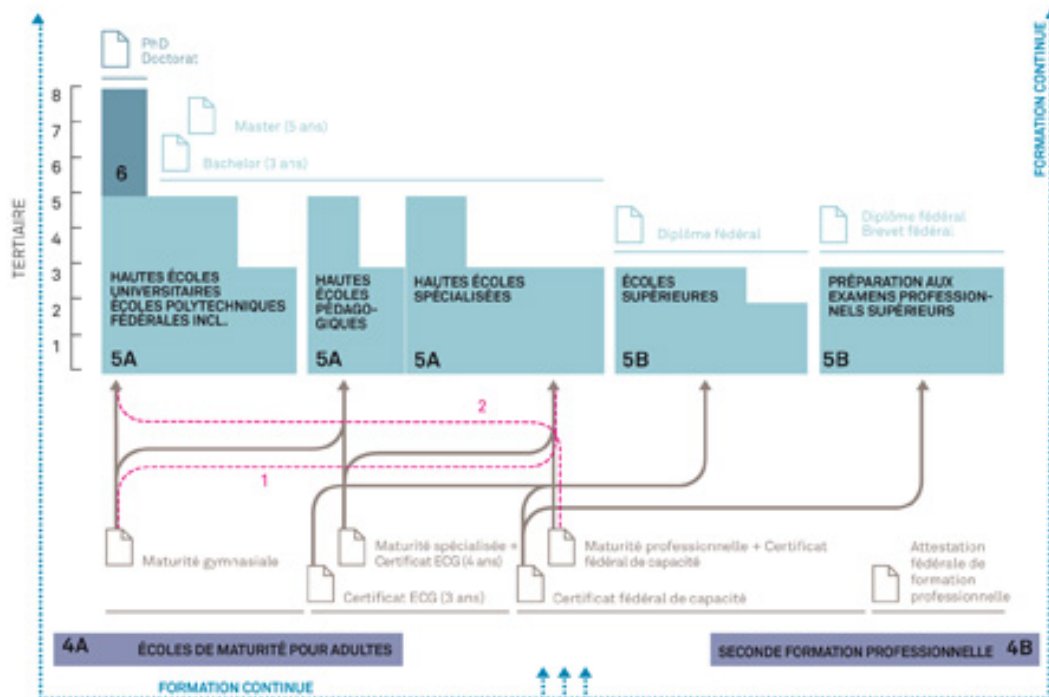 PhD
Doctorat
Master (5 ans)
Bachelor (3 ans)
Diplôme fédéral
Diplôme fédéral
Brevet fédéral
FORMATION CONTINUE
TERTIAIRE
8
7
6
5
4
3
2
1
6
HAUTES ÉCOLES
UNIVERSITAIRES
ÉCOLES POLYTECHNIQUES
FÉDÉRALES INCL.
5A
HAUTES
ÉCOLES
PÉDAGO-
GIQUES
5A
HAUTES ÉCOLES
SPÉCIALISÉES
5A
ÉCOLES
SUPÉRIEURES
5B
PRÉPARATION AUX
EXAMENS PROFESSION-
NELS SUPÉRIEURS
5B
2
1
Maturité gymnasiale
Maturité spécialisée +
Certificat ECG (4 ans)
Maturité professionnelle + Certificat
fédéral de capacité
Attestation
fédérale de
formation
professionnelle
Certificat ECG (3 ans)
Certificat fédéral de capacité
4A
ÉCOLES DE MATURITÉ POUR ADULTES
SECONDE FORMATION PROFESSIONNELLE
4B
FORMATION CONTINUE